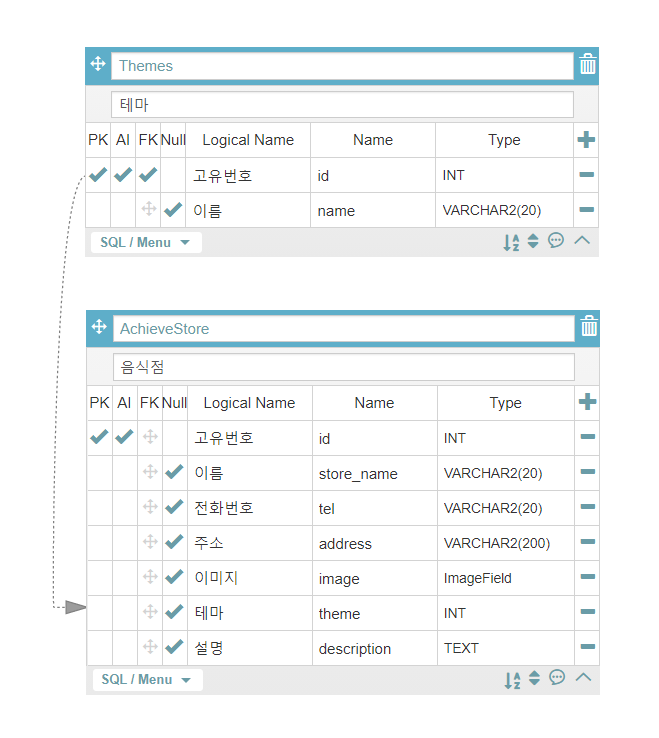 Themes
테마
PK AI FK Null Logical Name Name Type
고유번호 id INT
이름 name VARCHAR2(20)
SQL / Menu
AchieveStore
음식점
PK AI FK Null Logical Name Name Type
고유번호 id INT
이름 store_name VARCHAR2(20)
전화번호 tel VARCHAR2(20)
주소 address VARCHAR2(200)
이미지 image ImageField
테마 theme INT
설명 description TEXT
SQL / Menu